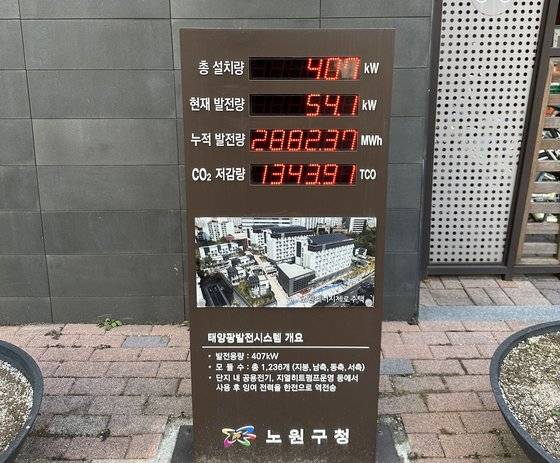 총 설치량 407 kW
현재 발전량 54.1 kW
누적 발전량 2882.37 MWh
CO₂ 저감량 1343.91 TCO
제로주택
태양광발전시스템 개요
• 발전용량 : 407kW
• 모 듈 수 : 총 1,236개 (지붕, 남측, 동측, 서측)
• 단지 내 공용전기, 지열히트펌프운영 등에서
사용 후 잉여 전력을 한전으로 역전송
노원구청